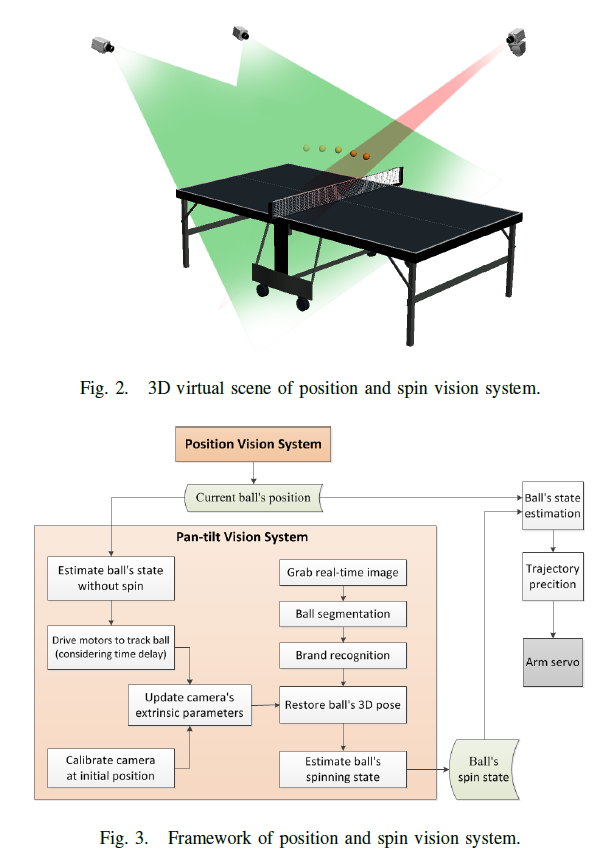 Fig. 2. 3D virtual scene of position and spin vision system.
Position Vision System
Current ball's position
Ball's state
estimation
Pan-tilt Vision System
Estimate ball's state
without spin
Grab real-time image
Trajectory
precition
Ball segmentation
Drive motors to track ball
(considering time delay)
Brand recognition
Arm servo
Update camera's
extrinsic parameters
Restore ball's 3D pose
Calibrate camera
at initial position
Estimate ball's
spinning state
Ball's
spin state
Fig. 3. Framework of position and spin vision system.